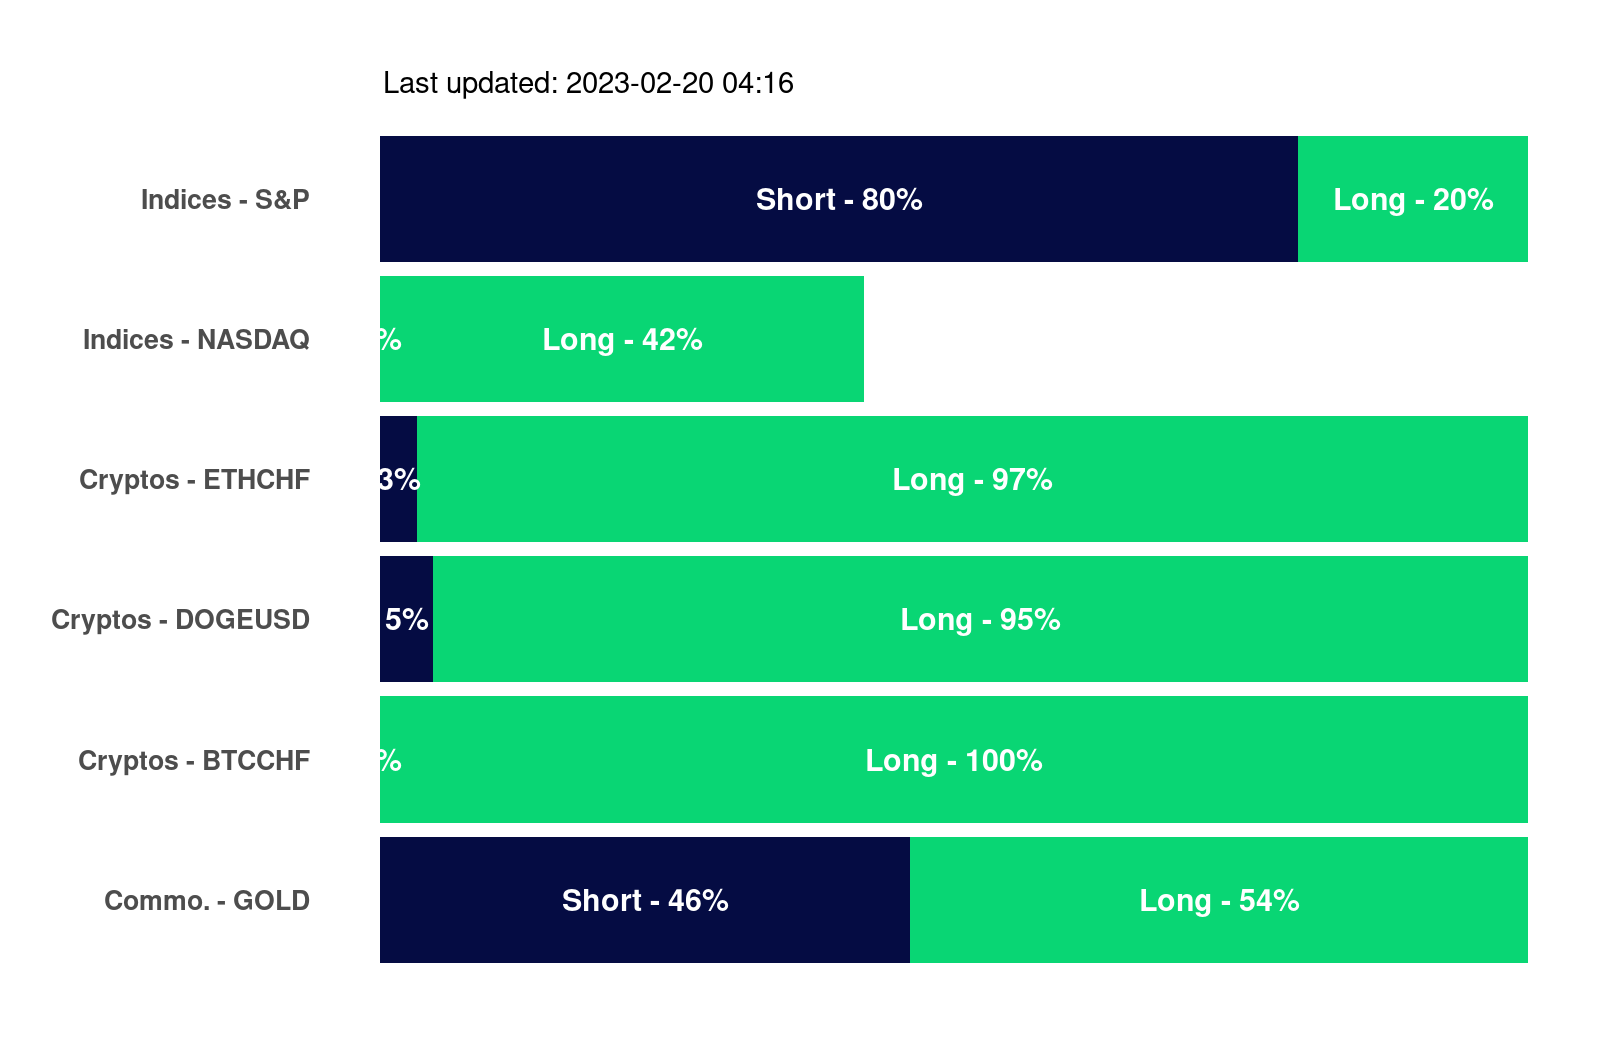 Last updated: 2023-02-20 04:16
Indices - S&P Short - 80% Long - 20%
Indices - NASDAQ % Long - 42%
Cryptos - ETHCHF 3% Long - 97%
Cryptos - DOGEUSD 5% Long - 95%
Cryptos - BTCCHF % Long - 100%
Commo. - GOLD Short - 46% Long - 54%